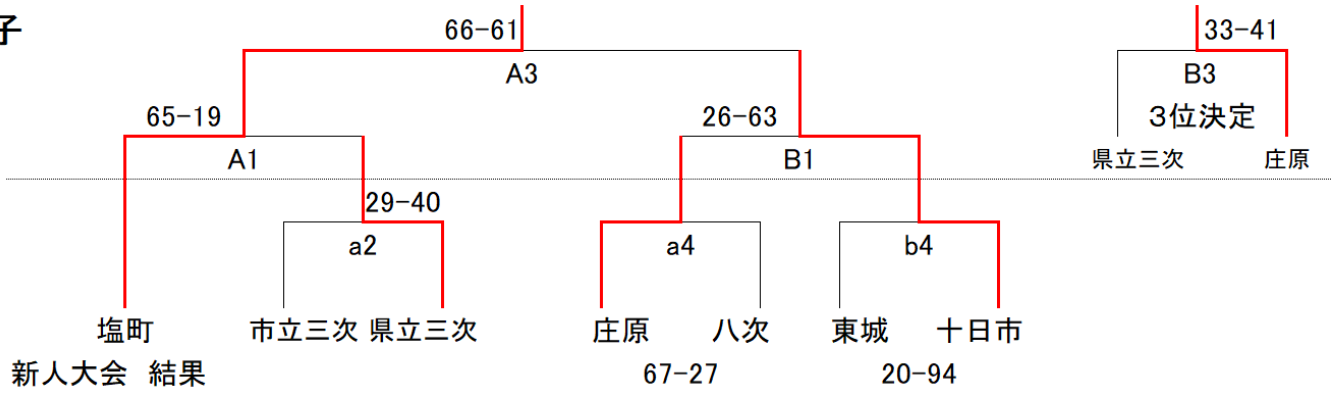 子
66-61
33-41
A3
B3
65-19
26-63
3位決定
A1
B1
県立三次
庄原
29-40
a2
a4
b4
塩町
市立三次
県立三次
庄原
八次
東城
十日市
新人大会 結果
67-27
20-94